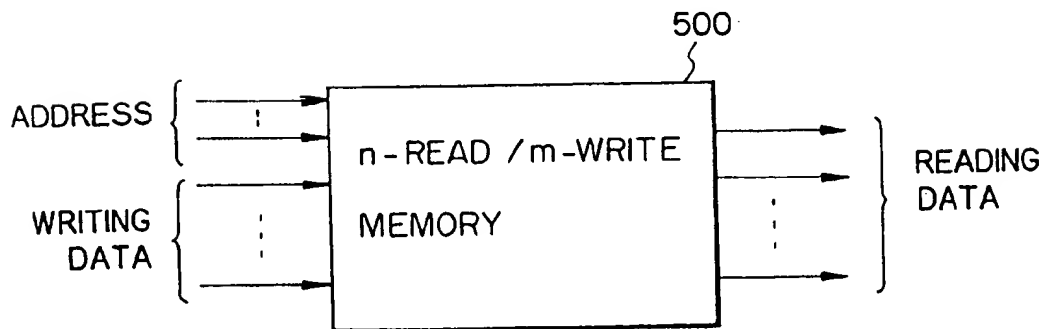 500
ADDRESS
n-READ /m-WRITE
MEMORY
WRITING
DATA
READING
DATA